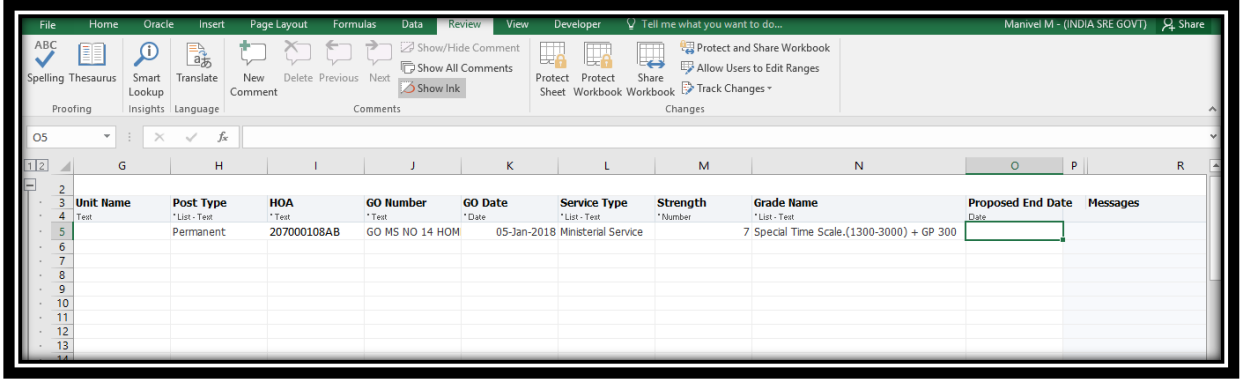 File Home Oracle Insert Page Layout Formulas Data Review View Developer Tell me what you want to do... Manivel M - (INDIA SRE GOVT) Share
ABC
Show/Hide Comment
Protect and Share Workbook
Show All Comments
Allow Users to Edit Ranges
Show Ink
Track Changes
Spelling Thesaurus Smart Lookup Translate New Comment Delete Previous Next Protect Sheet Protect Workbook Share Workbook
Proofing Insights Language Comments Changes
O5 fx
1 2 G H I J K L M N O P R
2
3 Unit Name Post Type HOA GO Number GO Date Service Type Strength Grade Name Proposed End Date Messages
4 Text * List - Text * Text * Text * Date * List - Text * Number * List - Text Date
5 Permanent 207000108AB GO MS NO 14 HOM 05-Jan-2018 Ministerial Service 7 Special Time Scale.(1300-3000) + GP 300
6
7
8
9
10
11
12
13
14